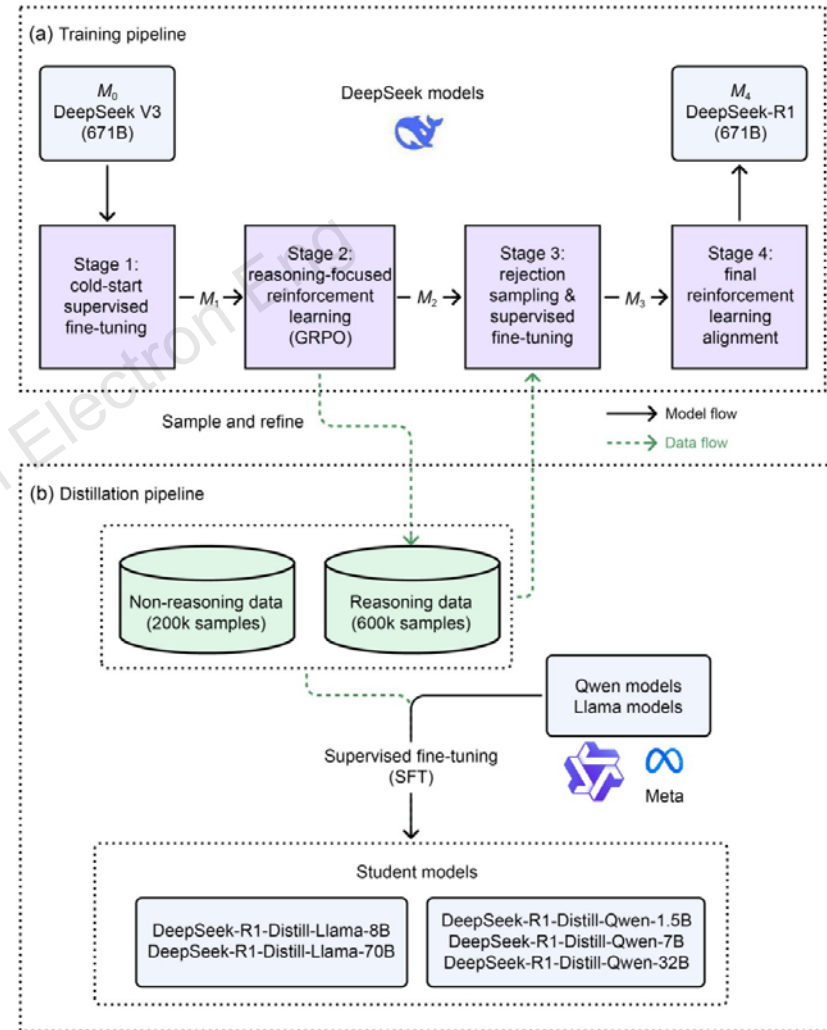 (a) Training pipeline
M₀
DeepSeek V3
(671B)
DeepSeek models
M₄
DeepSeek-R1
(671B)
Stage 1:
cold-start
supervised
fine-tuning
M₁
Stage 2:
reasoning-focused
reinforcement
learning
(GRPO)
M₂
Stage 3:
rejection
sampling &
supervised
fine-tuning
M₃
Stage 4:
final
reinforcement
learning
alignment
Sample and refine
Model flow
Data flow
(b) Distillation pipeline
Non-reasoning data
(200k samples)
Reasoning data
(600k samples)
Qwen models
Llama models
Meta
Supervised fine-tuning
(SFT)
Student models
DeepSeek-R1-Distill-Llama-8B
DeepSeek-R1-Distill-Llama-70B
DeepSeek-R1-Distill-Qwen-1.5B
DeepSeek-R1-Distill-Qwen-7B
DeepSeek-R1-Distill-Qwen-32B
Electron Eng